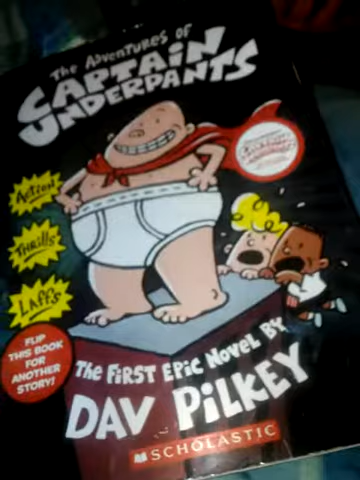 The Adventures of
CAPTAIN
UNDERPANTS
Action
THRILLS
LAFFS
FLIP
THIS BOOK
FOR
ANOTHER
STORY!
The FiRST EPiC Novel By
DAV PiLKEY
SCHOLASTIC